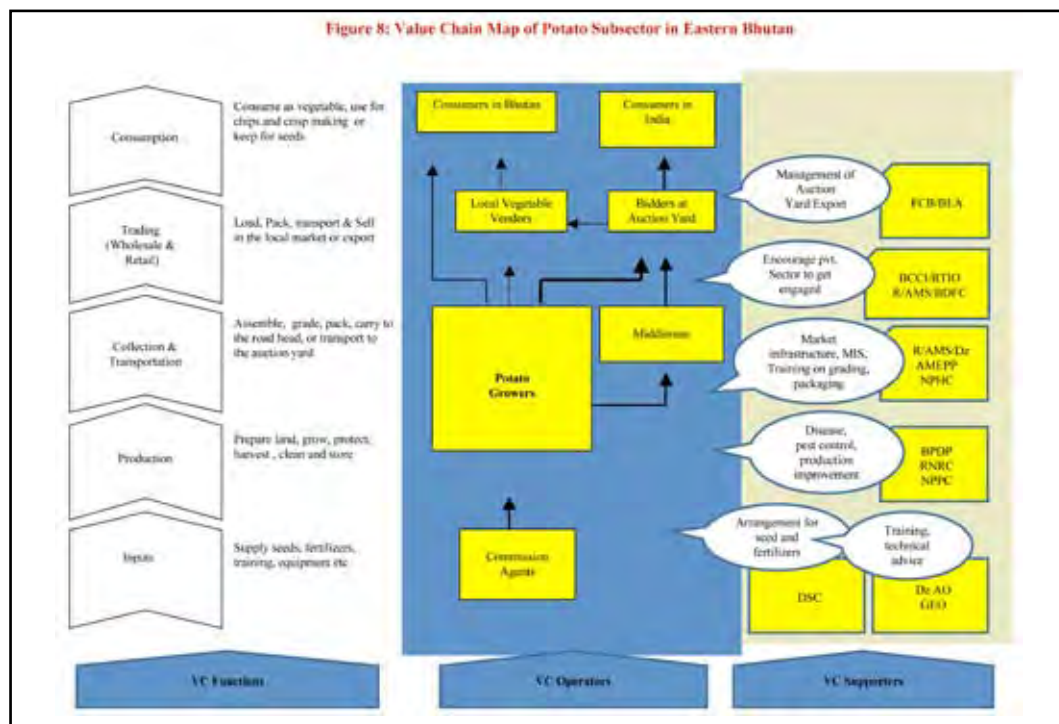 Figure 8: Value Chain Map of Potato Subsector in Eastern Bhutan
Consumption
Consume as vegetable, use for
chips and crisp making or
keep for seeds
Trading
(Wholesale &
Retail)
Load, Pack, transport & Sell
in the local market or export
Collection &
Transportation
Assemble, grade, pack, carry to
the road head, or transport to
the auction yard
Production
Prepare land, grow, protect,
harvest , clean and store
Inputs
Supply seeds, fertilizers,
training, equipment etc
VC Functions
Consumers in Bhutan
Consumers in
India
Local Vegetable
Venders
Bidders at
Auction Yard
Potato
Growers
Middleman
Commission
Agents
VC Operators
Management of
Auction
Yard Export
FCB/DLA
Encourage pvt.
Sector to get
engaged
BCCI/RTIO
R/AMS/BDFC
Market
infrastructure, MIS,
Training on grading,
packaging
R/AMS/Dz
AMEPP
NPHC
Disease,
pest control,
production
improvement
BPDP
RNRC
NPPC
Arrangement for
seed and
fertilizers
Training,
technical
advice
DSC
Dz AO
GEO
VC Supporters